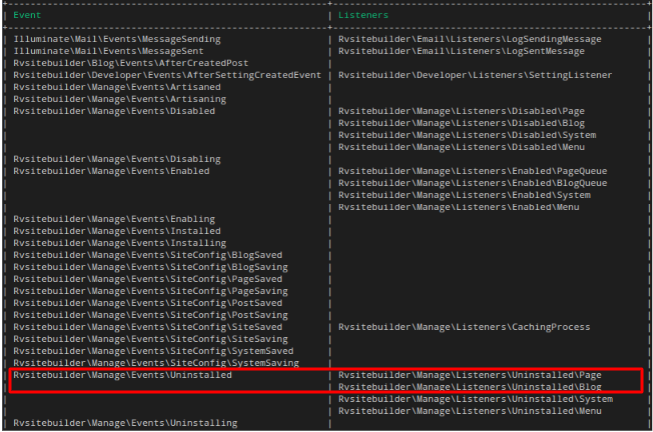 Event | Listeners
Illuminate\Mail\Events\MessageSending | Rvsitebuilder\Email\Listeners\LogSendingMessage
Illuminate\Mail\Events\MessageSent | Rvsitebuilder\Email\Listeners\LogSentMessage
Rvsitebuilder\Blog\Events\AfterCreatedPost
Rvsitebuilder\Developer\Events\AfterSettingCreatedEvent | Rvsitebuilder\Developer\Listeners\SettingListener
Rvsitebuilder\Manage\Events\Artisaned
Rvsitebuilder\Manage\Events\Artisaning
Rvsitebuilder\Manage\Events\Disabled | Rvsitebuilder\Manage\Listeners\Disabled\Page
Rvsitebuilder\Manage\Listeners\Disabled\Blog
Rvsitebuilder\Manage\Listeners\Disabled\System
Rvsitebuilder\Manage\Listeners\Disabled\Menu
Rvsitebuilder\Manage\Events\Disabling
Rvsitebuilder\Manage\Events\Enabled | Rvsitebuilder\Manage\Listeners\Enabled\PageQueue
Rvsitebuilder\Manage\Listeners\Enabled\BlogQueue
Rvsitebuilder\Manage\Listeners\Enabled\System
Rvsitebuilder\Manage\Listeners\Enabled\Menu
Rvsitebuilder\Manage\Events\Enabling
Rvsitebuilder\Manage\Events\Installed
Rvsitebuilder\Manage\Events\Installing
Rvsitebuilder\Manage\Events\SiteConfig\BlogSaved
Rvsitebuilder\Manage\Events\SiteConfig\BlogSaving
Rvsitebuilder\Manage\Events\SiteConfig\PageSaved
Rvsitebuilder\Manage\Events\SiteConfig\PageSaving
Rvsitebuilder\Manage\Events\SiteConfig\PostSaved
Rvsitebuilder\Manage\Events\SiteConfig\PostSaving
Rvsitebuilder\Manage\Events\SiteConfig\SiteSaved | Rvsitebuilder\Manage\Listeners\CachingProcess
Rvsitebuilder\Manage\Events\SiteConfig\SiteSaving
Rvsitebuilder\Manage\Events\SiteConfig\SystemSaved
Rvsitebuilder\Manage\Events\SiteConfig\SystemSaving
Rvsitebuilder\Manage\Events\Uninstalled | Rvsitebuilder\Manage\Listeners\Uninstalled\Page
Rvsitebuilder\Manage\Listeners\Uninstalled\Blog
Rvsitebuilder\Manage\Listeners\Uninstalled\System
Rvsitebuilder\Manage\Listeners\Uninstalled\Menu
Rvsitebuilder\Manage\Events\Uninstalling